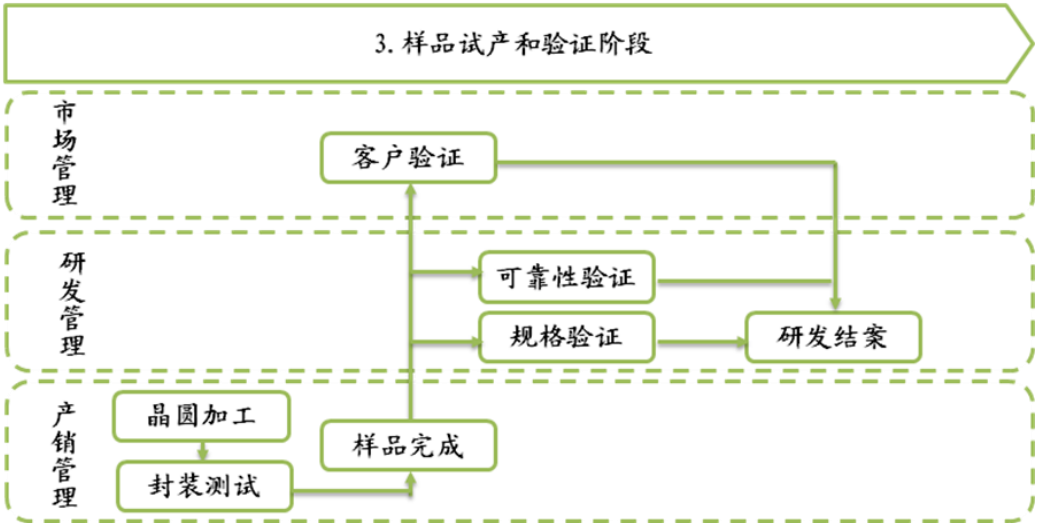 3. 样品试产和验证阶段
市场管理
客户验证
研发管理
可靠性验证
规格验证
研发结案
产销管理
晶圆加工
样品完成
封装测试